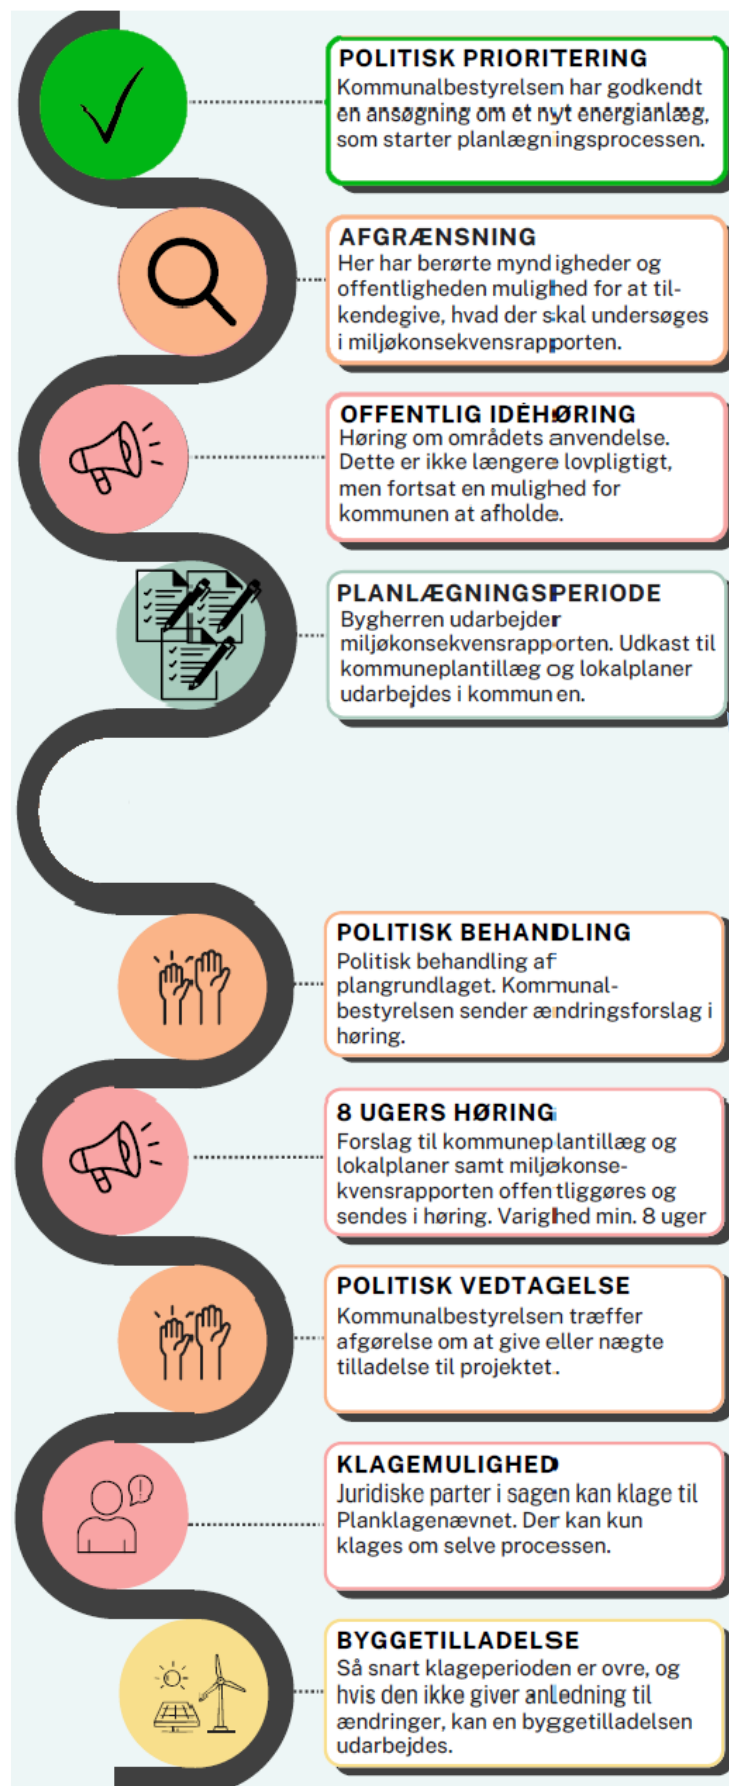 POLITISK PRIORITERING
Kommunalbestyrelsen har godkendt
en ansøgning om et nyt energianlæg,
som starter planlægningsprocessen.
AFGRÆNSNING
Her har berørte myndigheder og
offentligheden mulighed for at til-
kendegive, hvad der skal undersøges
i miljøkonsekvensrapporten.
OFFENTLIG IDÉHØRING
Høring om områdets anvendelse.
Dette er ikke længere lovpligtigt,
men fortsat en mulighed for
kommunen at afholde.
PLANLÆGNINGSPERIODE
Bygherren udarbejder
miljøkonsekvensrapporten. Udkast til
kommuneplantillæg og lokalplaner
udarbejdes i kommunen.
POLITISK BEHANDLING
Politisk behandling af
plangrundlaget. Kommunal-
bestyrelsen sender ændringsforslag i
høring.
8 UGERS HØRING
Forslag til kommuneplantillæg og
lokalplaner samt miljøkonse-
kvensrapporten offentliggøres og
sendes i høring. Varighed min. 8 uger
POLITISK VEDTAGELSE
Kommunalbestyrelsen træffer
afgørelse om at give eller nægte
tilladelse til projektet.
KLAGEMULIGHED
Juridiske parter i sagen kan klage til
Planklagenævnet. Der kan kun
klages om selve processen.
BYGGETILLADELSE
Så snart klageperioden er ovre, og
hvis den ikke giver anledning til
ændringer, kan en byggetilladelsen
udarbejdes.